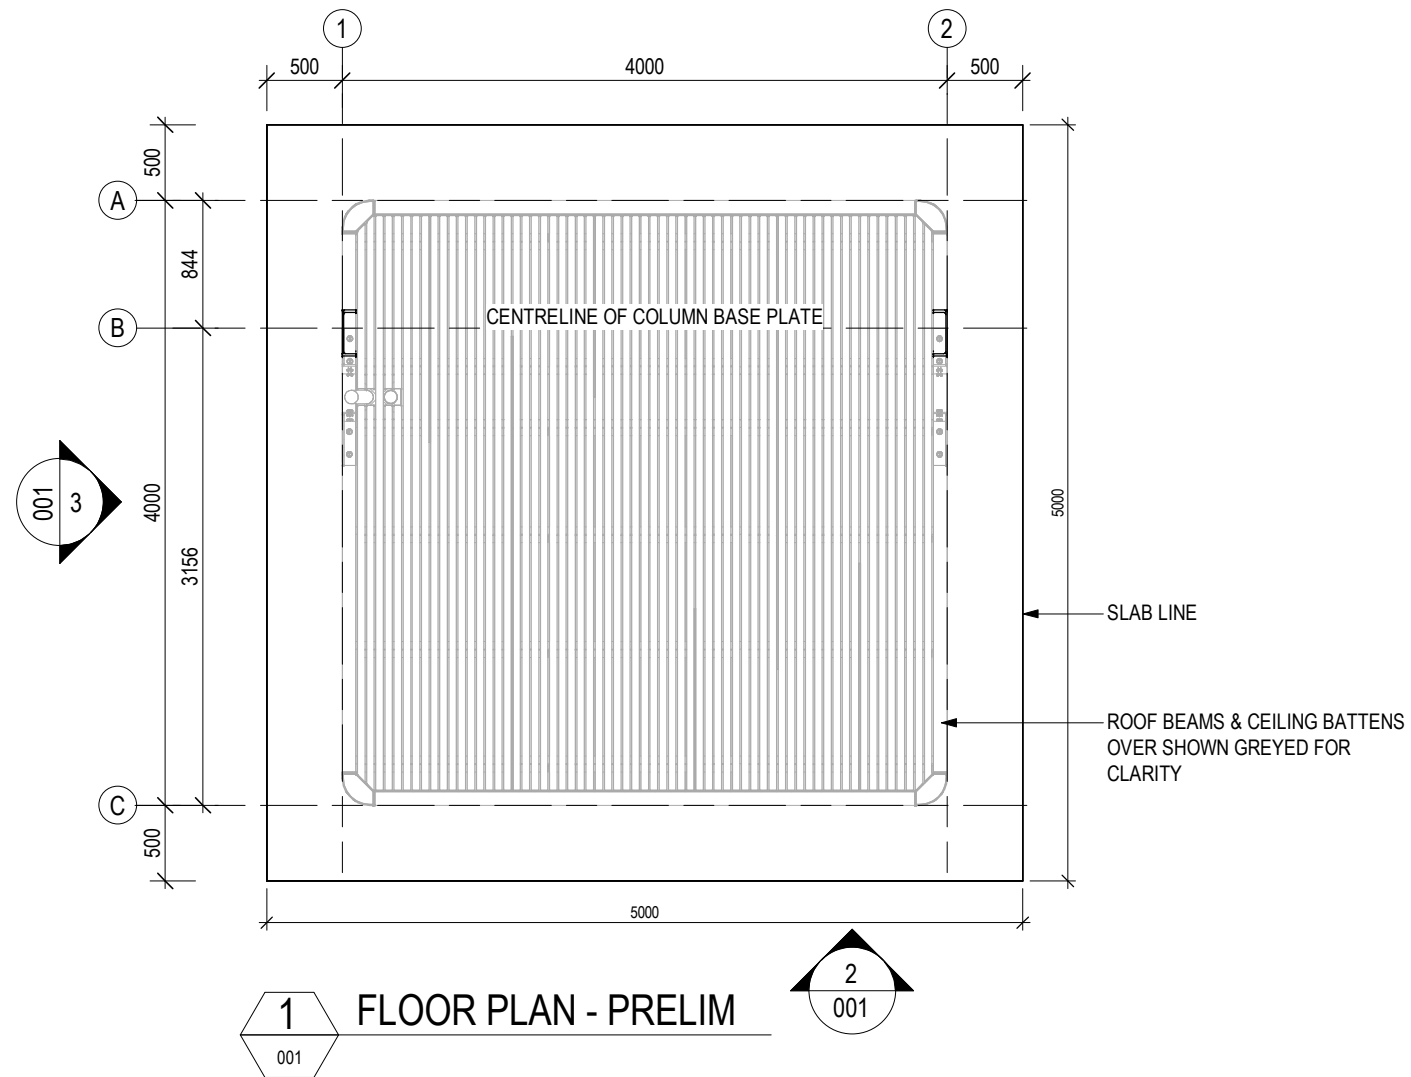 1
2
500
4000
500
500
A
844
B
CENTRELINE OF COLUMN BASE PLATE
001
3
4000
3156
5000
SLAB LINE
ROOF BEAMS & CEILING BATTENS
OVER SHOWN GREYED FOR
CLARITY
C
500
5000
1
001
FLOOR PLAN - PRELIM
2
001